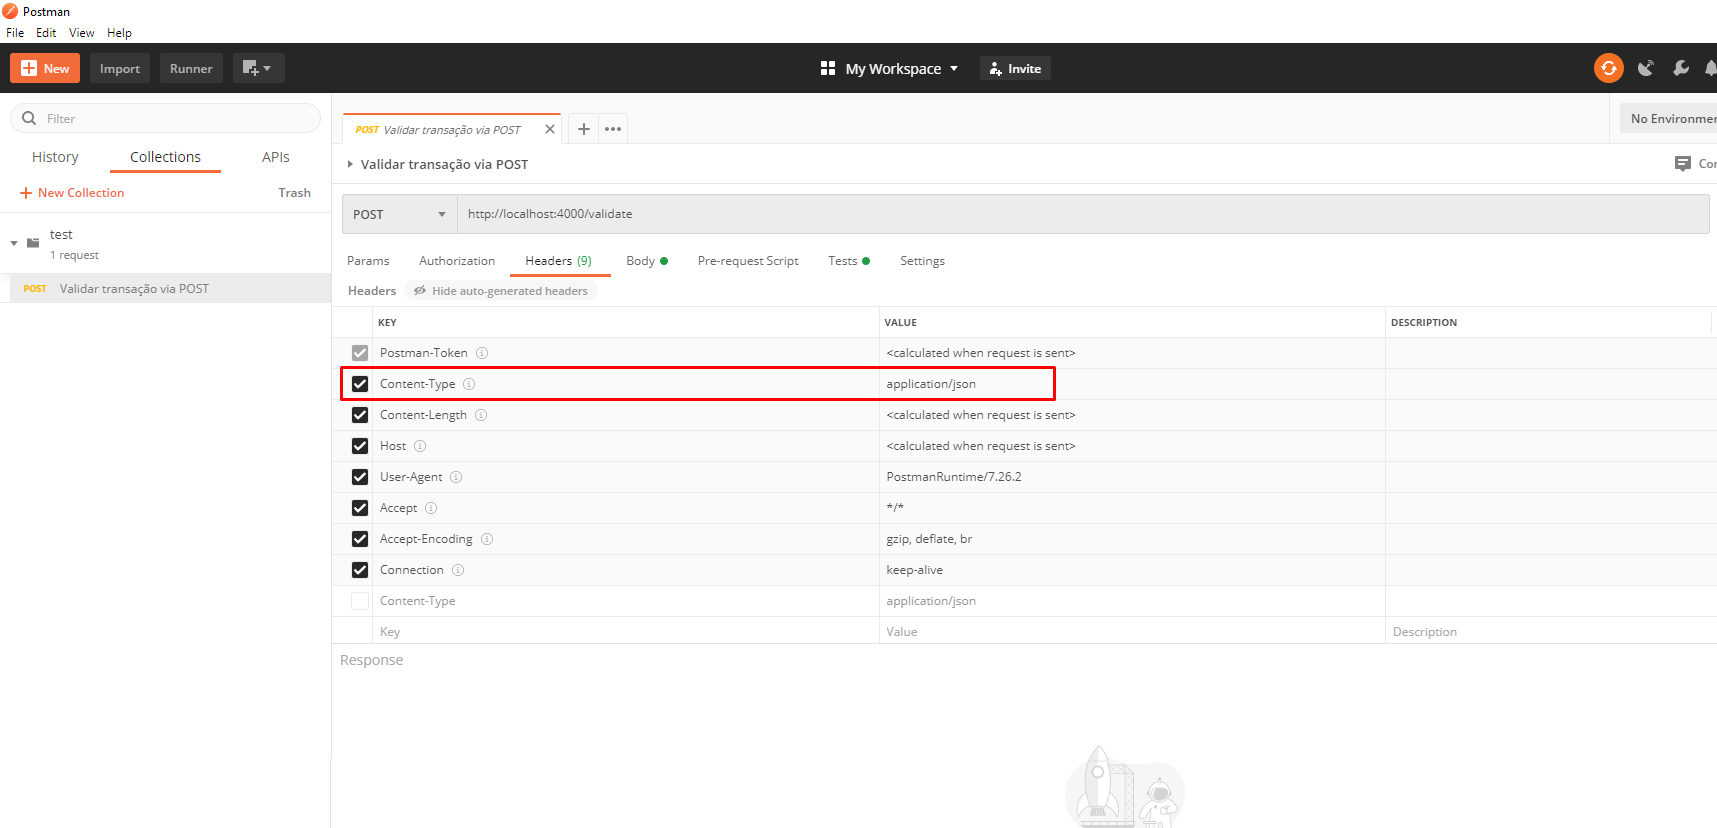 Postman
File Edit View Help
New Import Runner My Workspace Invite
Filter
History Collections APIs
New Collection Trash
test
1 request
POST Validar transação via POST
POST Validar transação via POST
No Environmen
Validar transação via POST
Con
POST http://localhost:4000/validate
Params Authorization Headers (9) Body Pre-request Script Tests Settings
Headers Hide auto-generated headers
KEY VALUE DESCRIPTION
Postman-Token <calculated when request is sent>
Content-Type application/json
Content-Length <calculated when request is sent>
Host <calculated when request is sent>
User-Agent PostmanRuntime/7.26.2
Accept */*
Accept-Encoding gzip, deflate, br
Connection keep-alive
Content-Type application/json
Key Value Description
Response